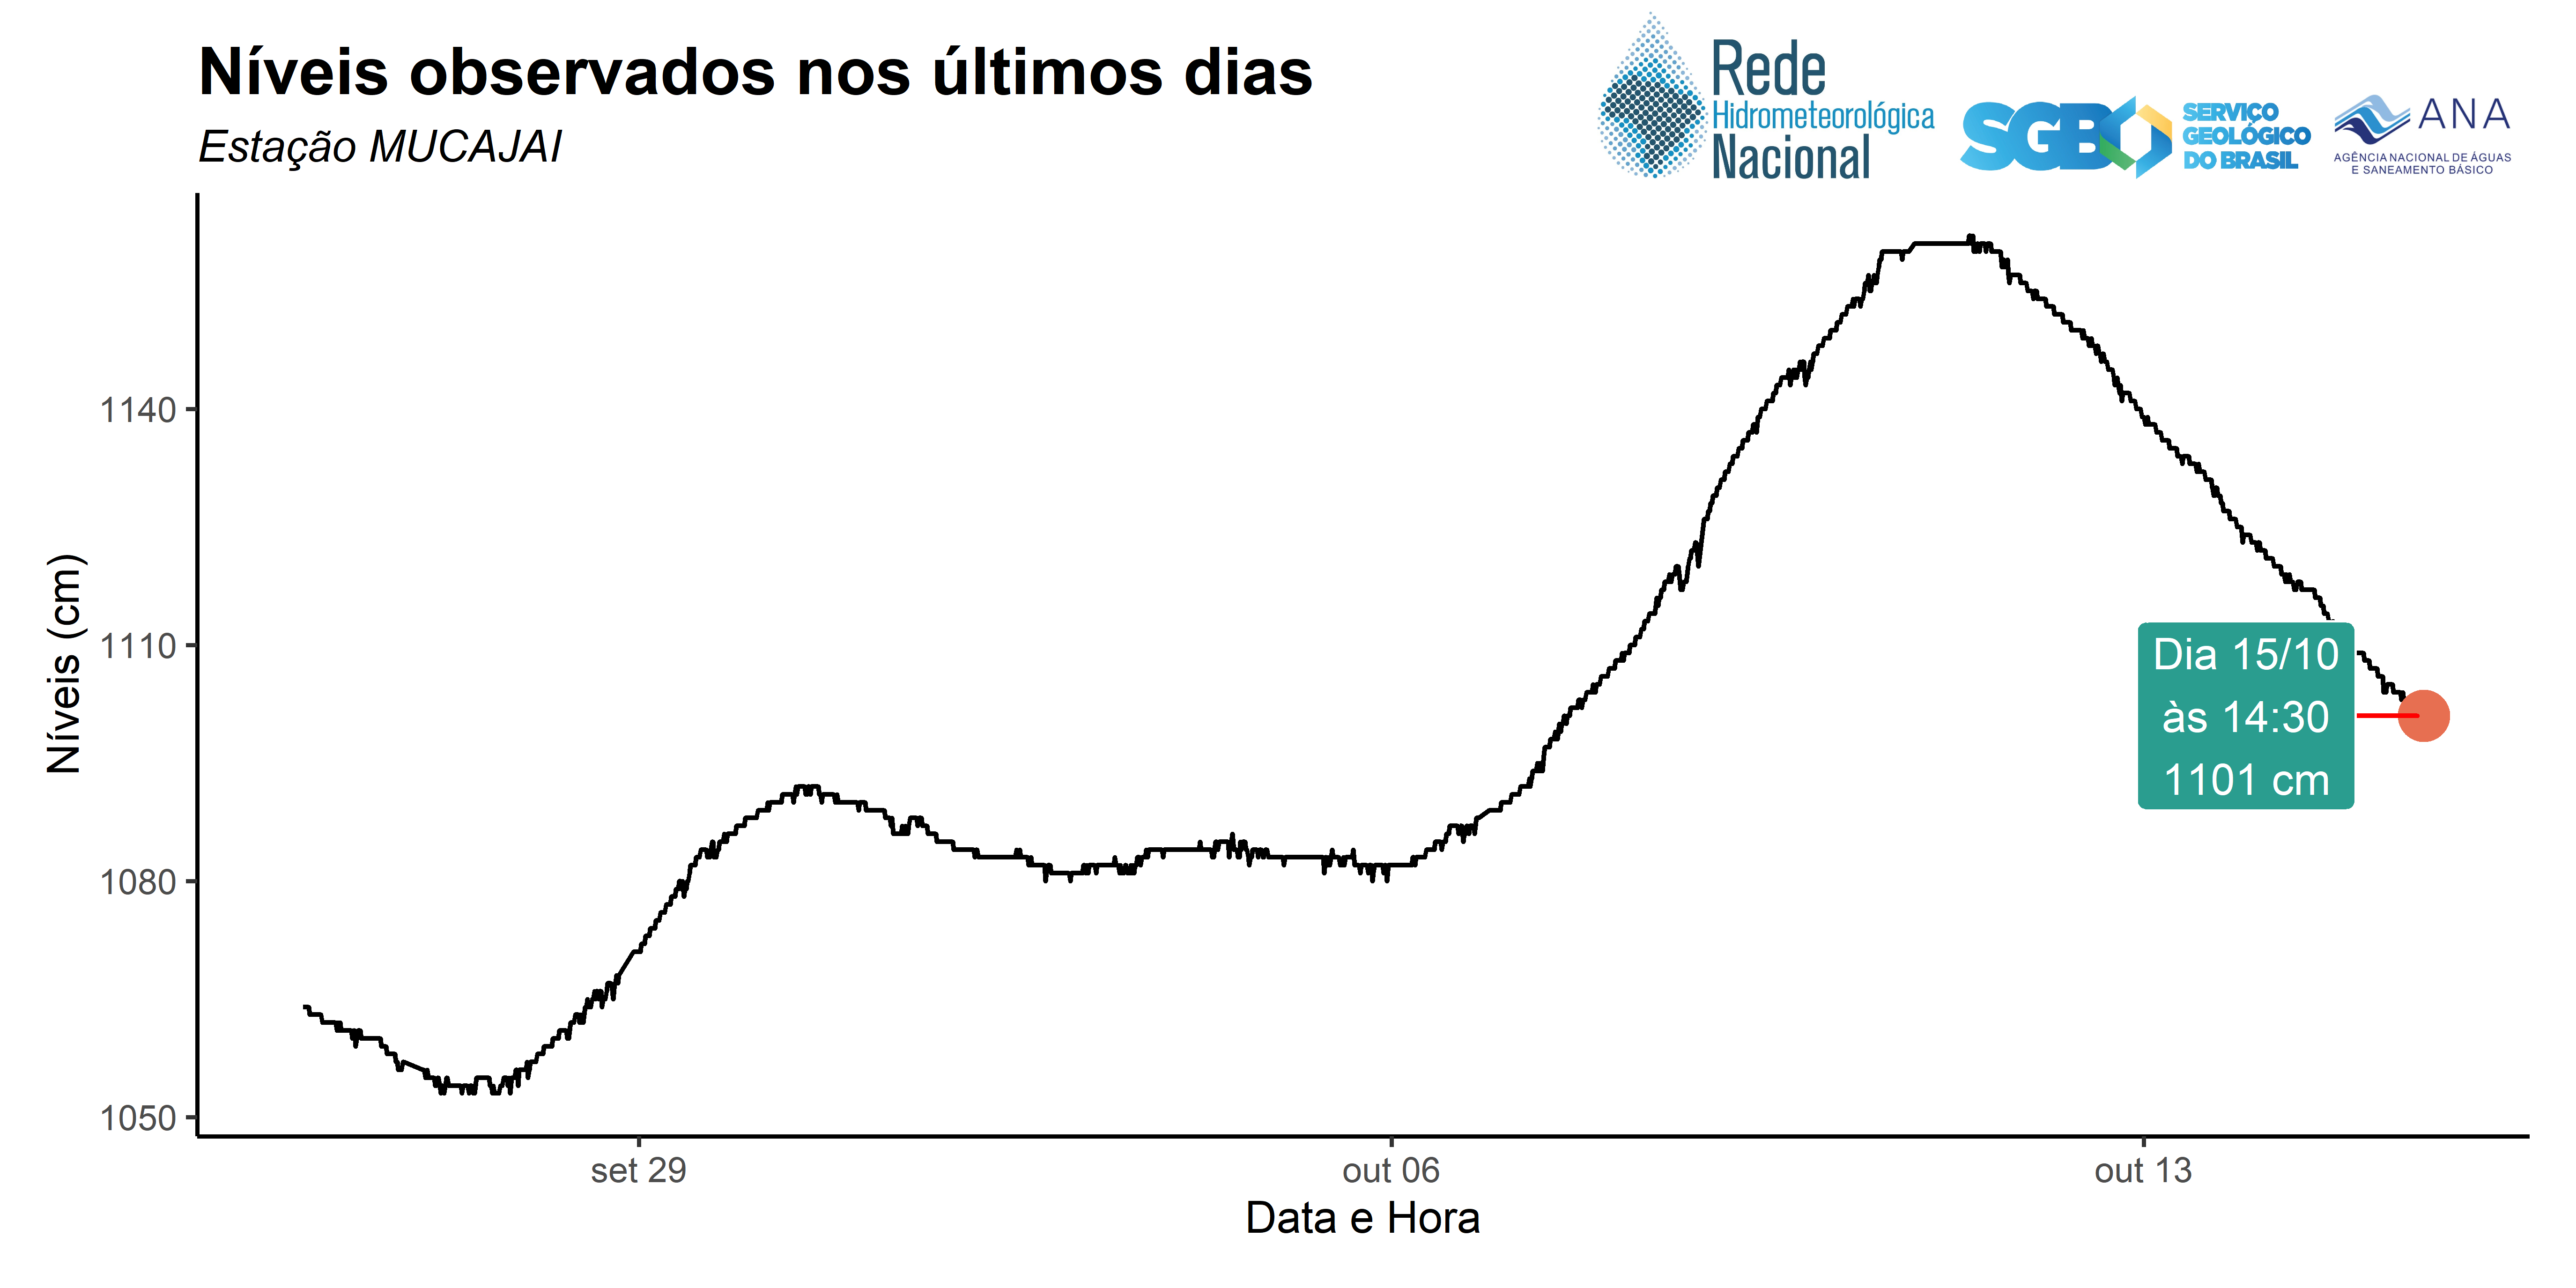 Níveis observados nos últimos dias
Estação MUCAJAI
Rede
Hidrometeorológica
Nacional
SGB
SERVIÇO
GEOLÓGICO
DO BRASIL
ANA
AGÊNCIA NACIONAL DE ÁGUAS
E SANEAMENTO BÁSICO
Níveis (cm)
1140
1110
1080
1050
Dia 15/10
às 14:30
1101 cm
set 29
out 06
out 13
Data e Hora